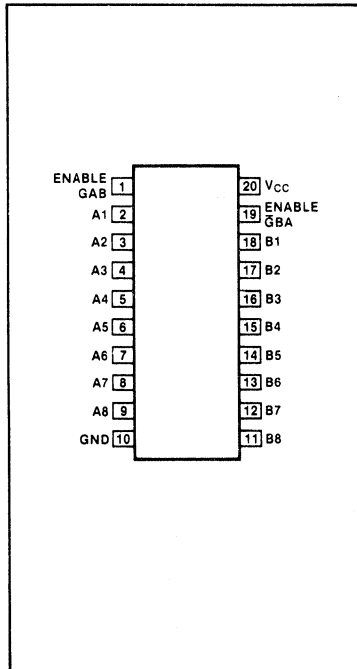 ENABLE
GAB 1
A1 2
A2 3
A3 4
A4 5
A5 6
A6 7
A7 8
A8 9
GND 10
20 VCC
19 ENABLE
G̅BA
18 B1
17 B2
16 B3
15 B4
14 B5
13 B6
12 B7
11 B8